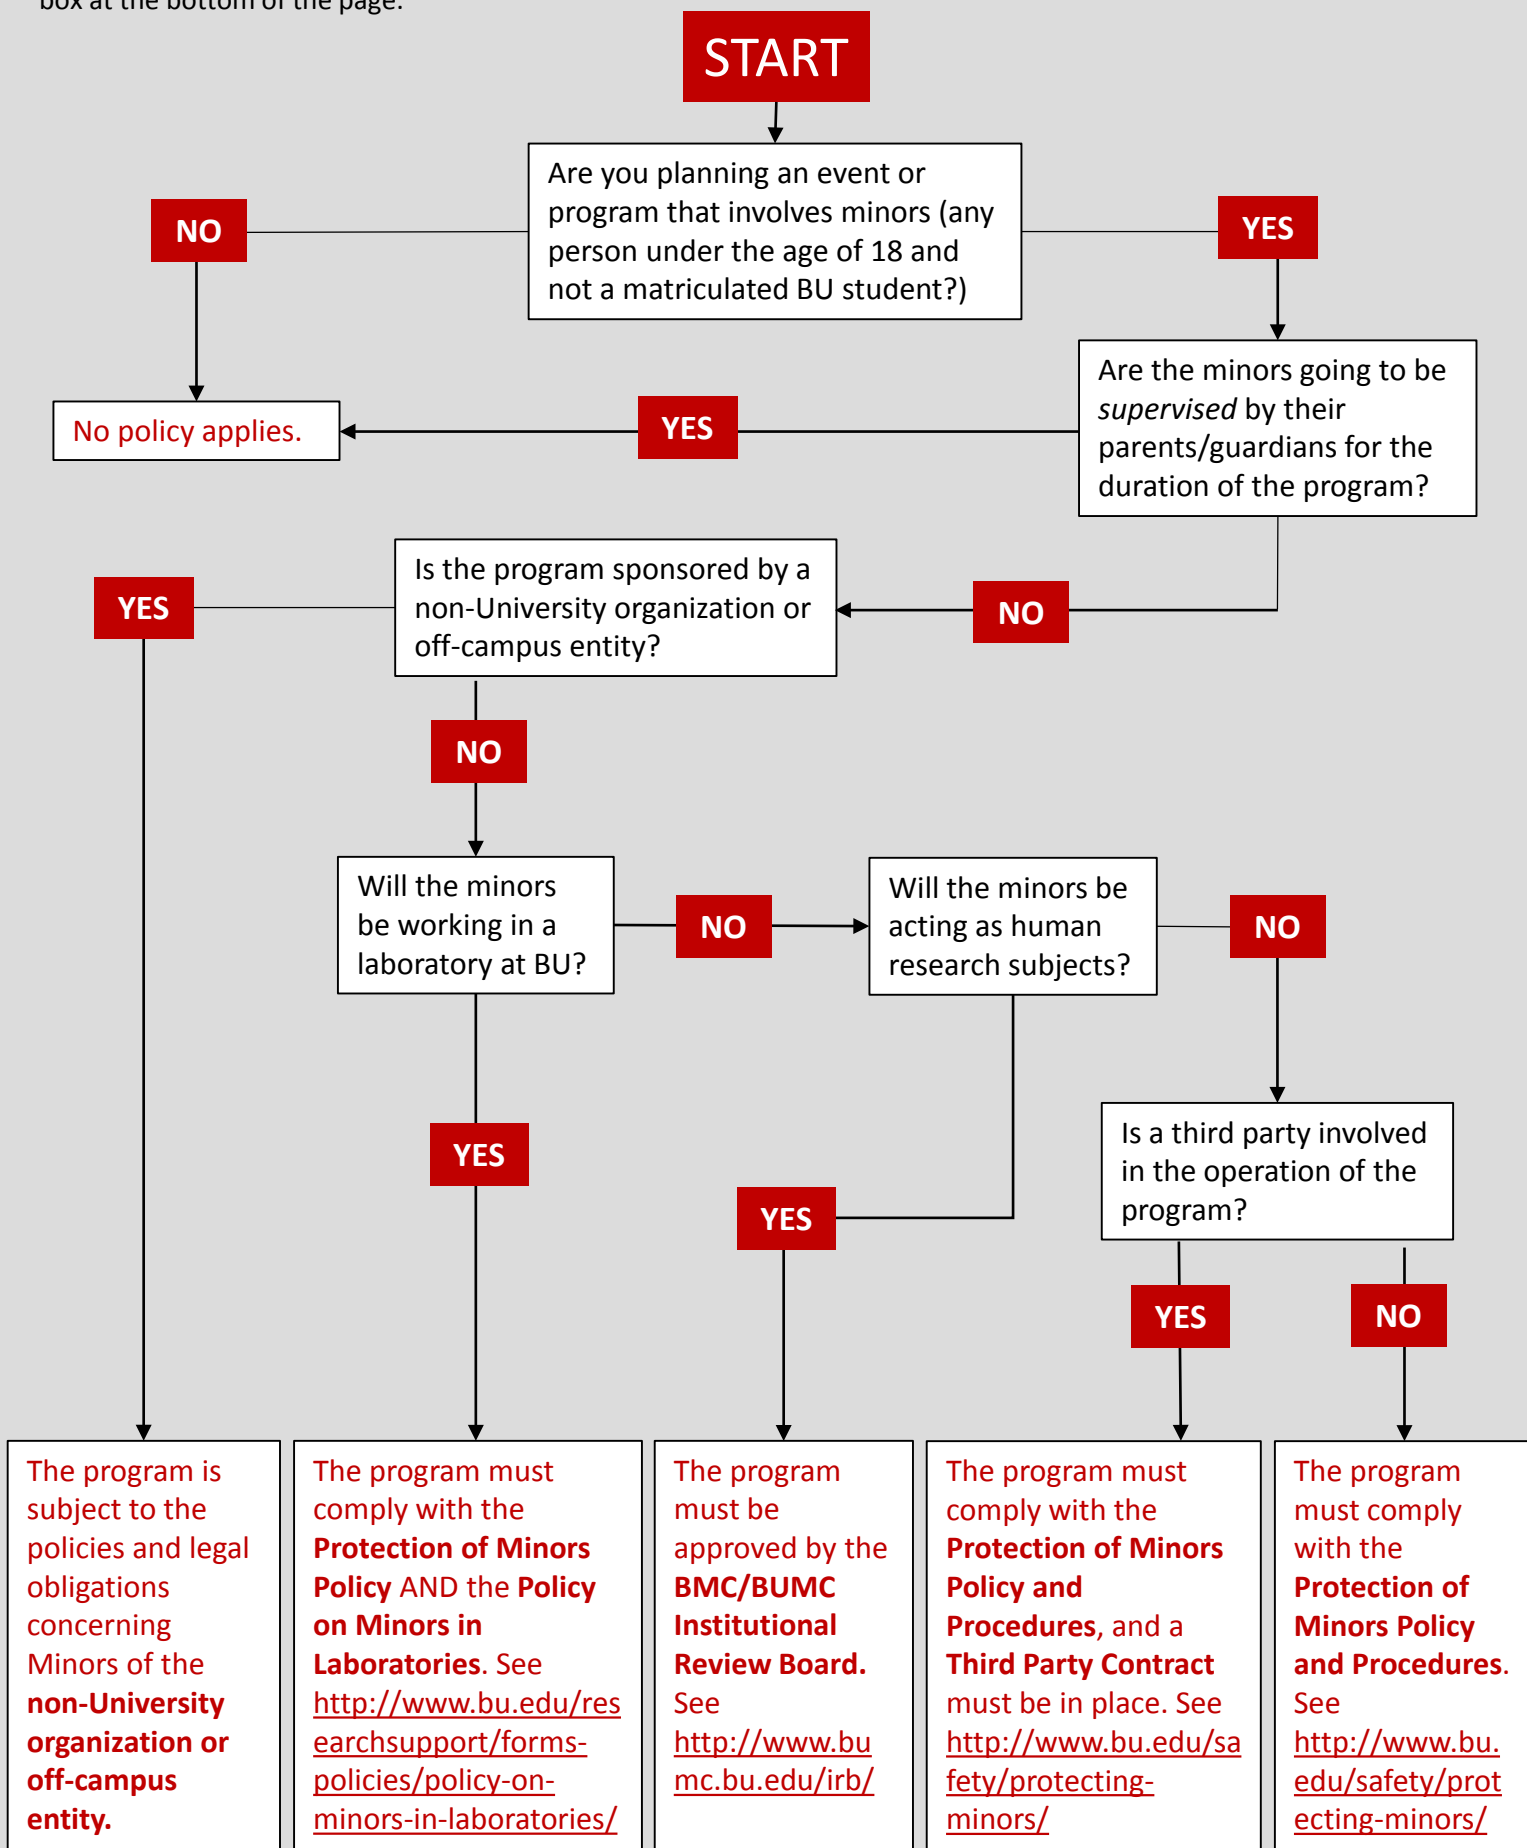 box at the bottom of the page.
START
Are you planning an event or
program that involves minors (any
person under the age of 18 and
not a matriculated BU student?)
NO
YES
Are the minors going to be
supervised by their
parents/guardians for the
duration of the program?
YES
No policy applies.
Is the program sponsored by a
non-University organization or
off-campus entity?
YES
NO
NO
Will the minors
be working in a
laboratory at BU?
NO
Will the minors be
acting as human
research subjects?
NO
YES
Is a third party involved
in the operation of the
program?
YES
YES
NO
The program is
subject to the
policies and legal
obligations
concerning
Minors of the
non-University
organization or
off-campus
entity.
The program must
comply with the
Protection of Minors
Policy AND the Policy
on Minors in
Laboratories. See
http://www.bu.edu/res
earchsupport/forms-
policies/policy-on-
minors-in-laboratories/
The program
must be
approved by the
BMC/BUMC
Institutional
Review Board.
See
http://www.bu
mc.bu.edu/irb/
The program must
comply with the
Protection of Minors
Policy and
Procedures, and a
Third Party Contract
must be in place. See
http://www.bu.edu/sa
fety/protecting-
minors/
The program
must comply
with the
Protection of
Minors Policy
and Procedures.
See
http://www.bu.
edu/safety/prot
ecting-minors/